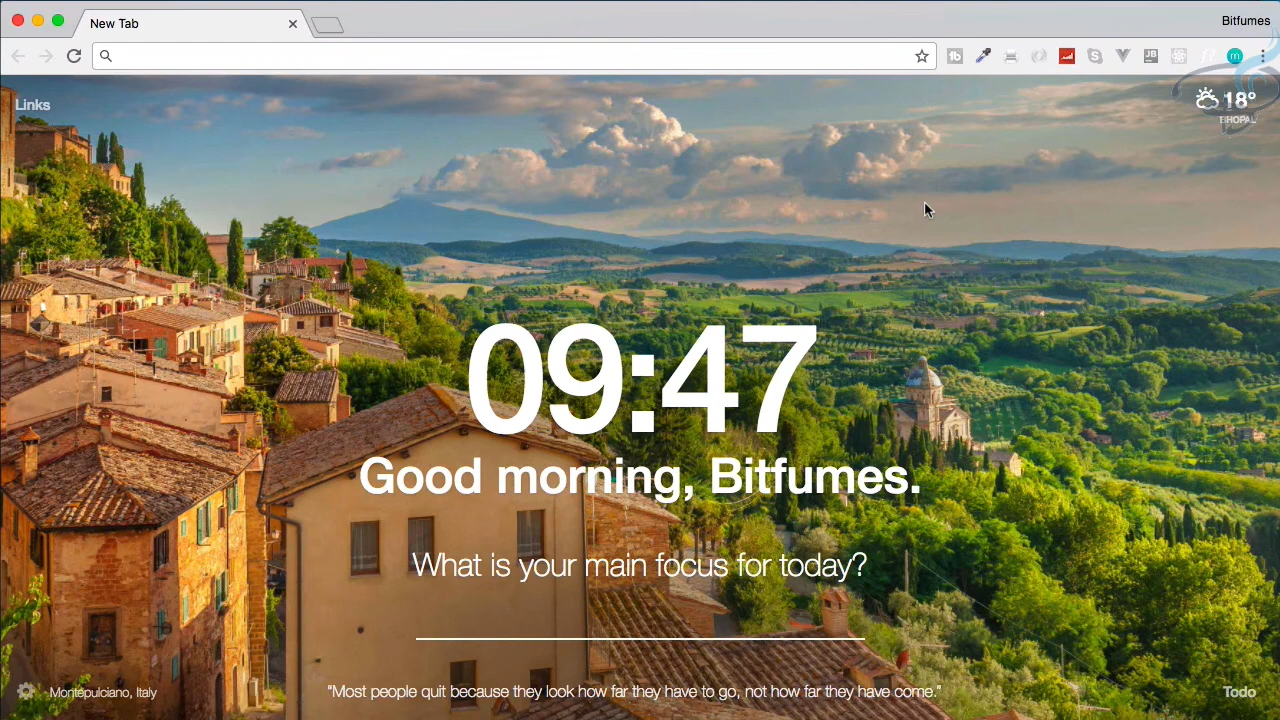 New Tab
Bitfumes
Links
18°
BHOPAL
09:47
Good morning, Bitfumes.
What is your main focus for today?
Montepulciano, Italy
"Most people quit because they look how far they have to go, not how far they have come."
Todo